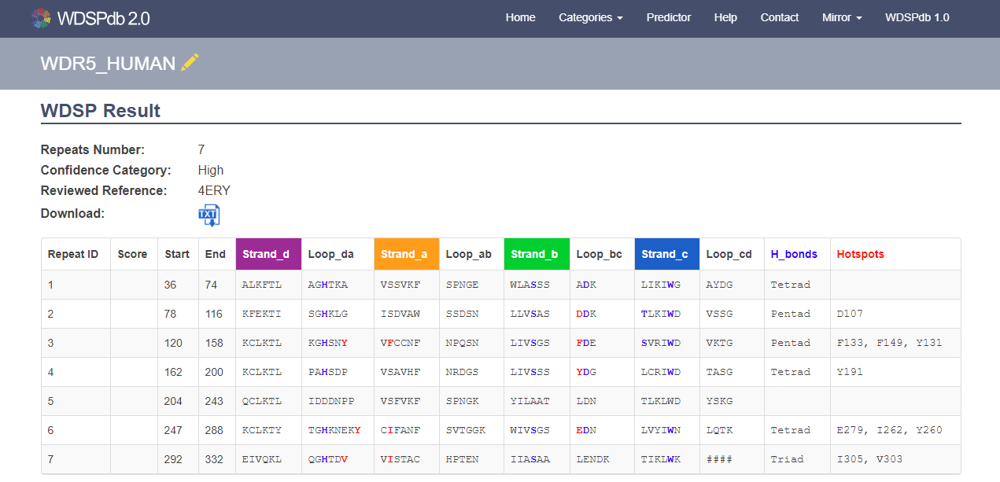 WDSPdb 2.0 Home Categories Predictor Help Contact Mirror WDSPdb 1.0
WDR5_HUMAN
WDSP Result
Repeats Number: 7
Confidence Category: High
Reviewed Reference: 4ERY
Download: TXT
Repeat ID Score Start End Strand_d Loop_da Strand_a Loop_ab Strand_b Loop_bc Strand_c Loop_cd H_bonds Hotspots
1 36 74 ALKFTL AGHTKA VSSVKF SPNGE WLASSS ADK LIKIWG AYDG Tetrad
2 78 116 KFEKTI SGHKLG ISDVAW SSDSN LLVSAS DDK TLKIWD VSSG Pentad D107
3 120 158 KCLKTL KGHSNY VFCCNF NPQSN LIVSGS FDE SVRIWD VKTG Pentad F133, F149, Y131
4 162 200 KCLKTL PAHSDP VSAVHF NRDGS LIVSSS YDG LCRIWD TASG Tetrad Y191
5 204 243 QCLKTL IDDDNPP VSFVKF SPNGK YILAAT LDN TLKLWD YSKG
6 247 288 KCLKTY TGHKNEKY CIFANF SVTGGK WIVSGS EDN LVYIWN LQTK Tetrad E279, I262, Y260
7 292 332 EIVQKL QGHTDV VISTAC HPTEN IIASAA LENDK TIKLWK #### Triad I305, V303